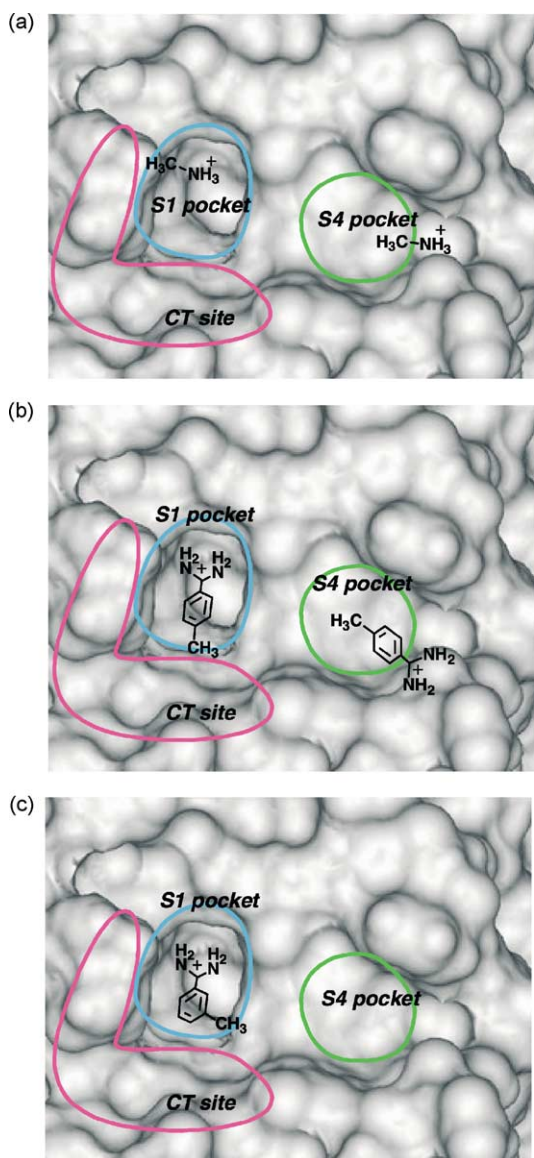 (a)
+
H₃C
NH₃
S1 pocket
S4 pocket
+
H₃C
NH₃
CT site
(b)
S1 pocket
H₂
N
+
H₂
N
CH₃
S4 pocket
H₃C
NH₂
+
NH₂
CT site
(c)
S1 pocket
H₂
N
+
H₂
N
CH₃
S4 pocket
CT site